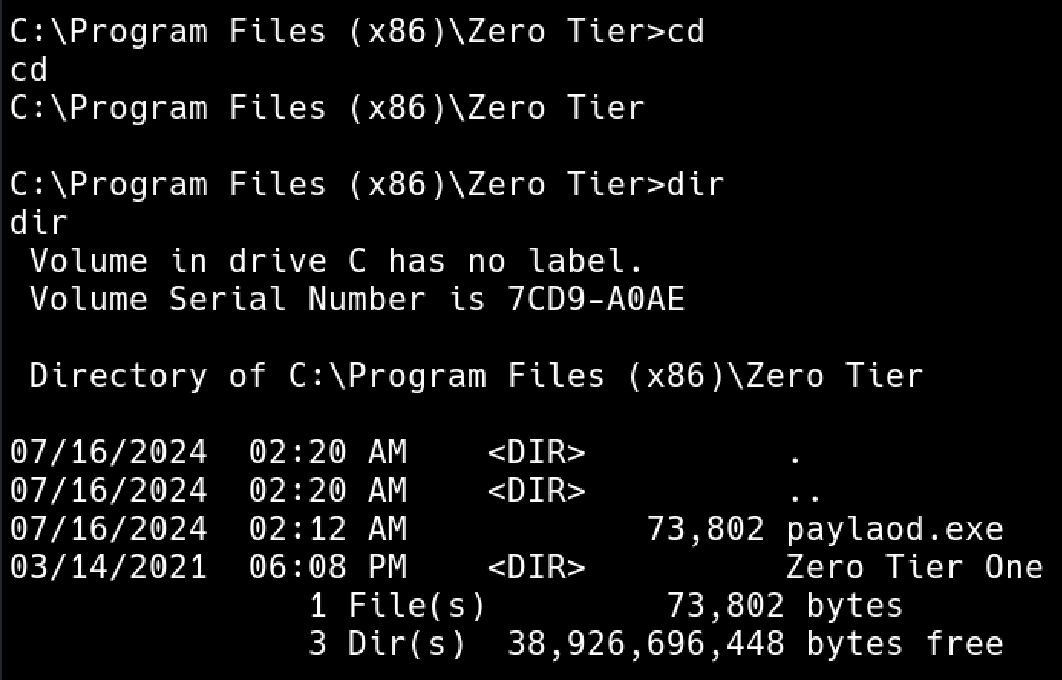 C:\Program Files (x86)\Zero Tier>cd
cd
C:\Program Files (x86)\Zero Tier
C:\Program Files (x86)\Zero Tier>dir
dir
Volume in drive C has no label.
Volume Serial Number is 7CD9-A0AE
Directory of C:\Program Files (x86)\Zero Tier
07/16/2024  02:20 AM    <DIR>          .
07/16/2024  02:20 AM    <DIR>          ..
07/16/2024  02:12 AM            73,802 paylaod.exe
03/14/2021  06:08 PM    <DIR>          Zero Tier One
1 File(s)         73,802 bytes
3 Dir(s)  38,926,696,448 bytes free